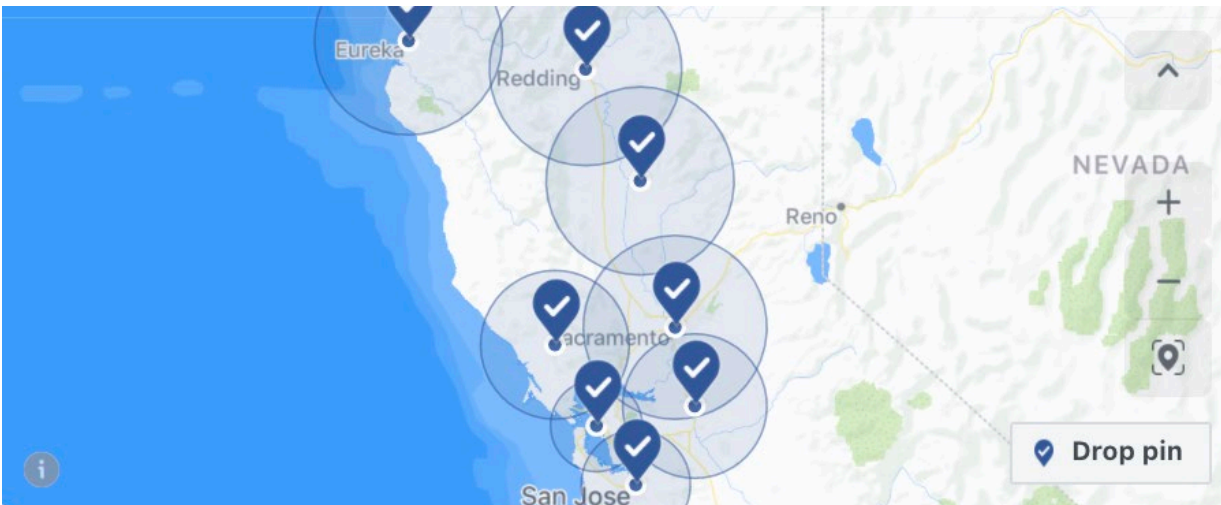 Eureka
Redding
NEVADA
Reno
acramento
Drop pin
San Jose
i